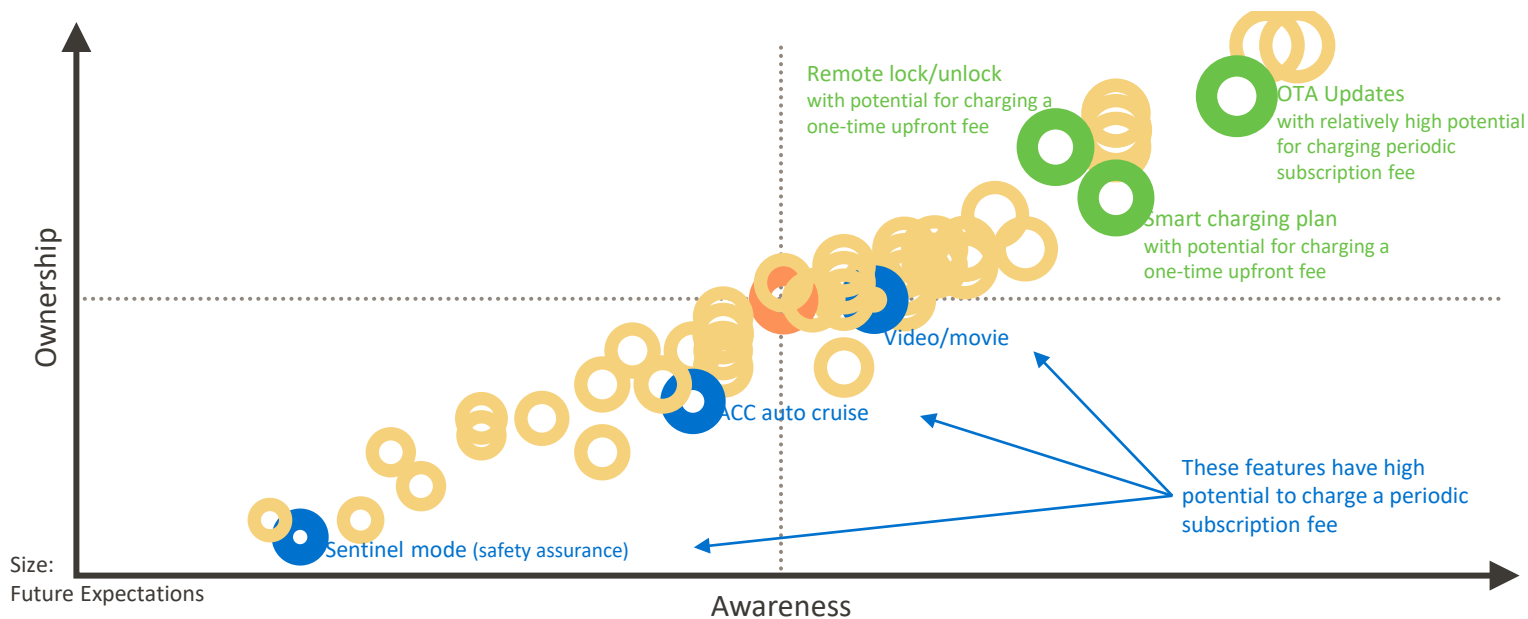 Remote lock/unlock
with potential for charging a
one-time upfront fee
OTA Updates
with relatively high potential
for charging periodic
subscription fee
Smart charging plan
with potential for charging a
one-time upfront fee
Ownership
Video/movie
ACC auto cruise
These features have high
potential to charge a periodic
subscription fee
Sentinel mode (safety assurance)
Size:
Future Expectations
Awareness